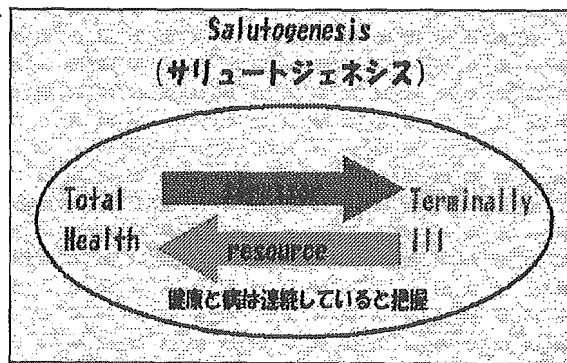 Salutogenesis
(サリュートジェネシス)
Total
Health
resource
Terminally
Ill
健康と病は連続していると把握